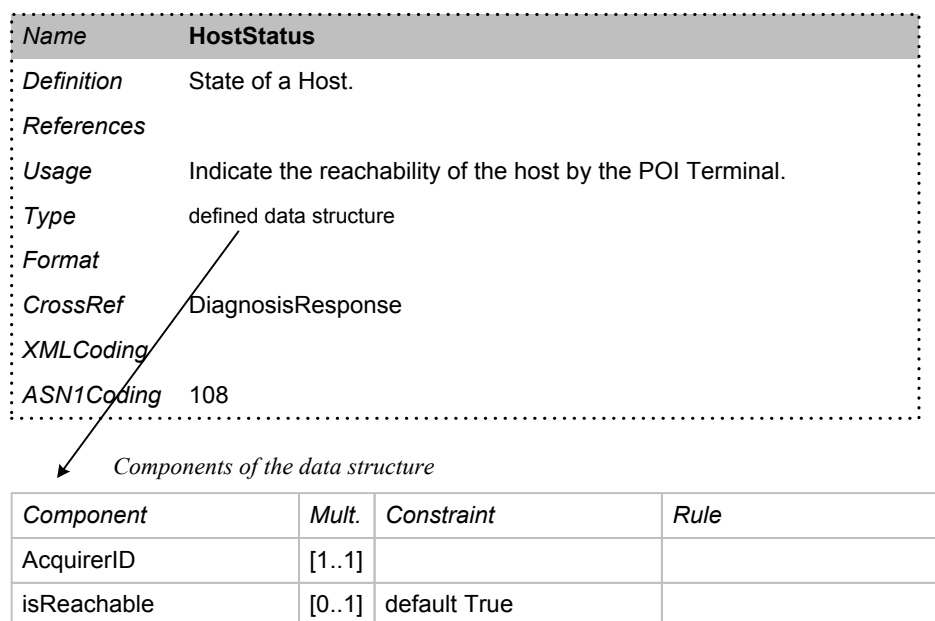 Name HostStatus
Definition State of a Host.
References
Usage Indicate the reachability of the host by the POI Terminal.
Type defined data structure
Format
CrossRef DiagnosisResponse
XMLCoding
ASN1Coding 108
Components of the data structure
Component Mult. Constraint Rule
AcquirerID [1..1]
isReachable [0..1] default True